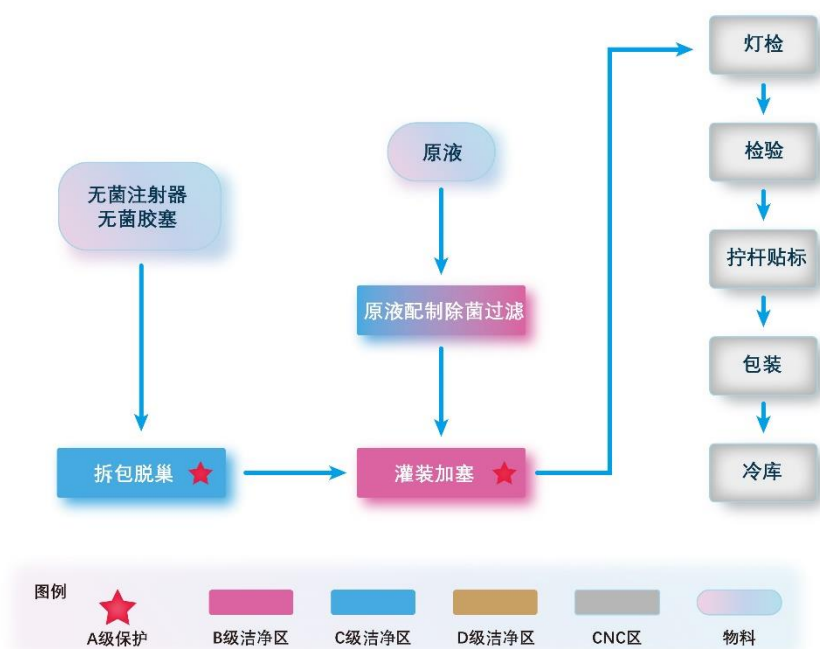 无菌注射器
无菌胶塞
原液
原液配制除菌过滤
拆包脱巢
灌装加塞
灯检
检验
拧杆贴标
包装
冷库
图例
A级保护
B级洁净区
C级洁净区
D级洁净区
CNC区
物料